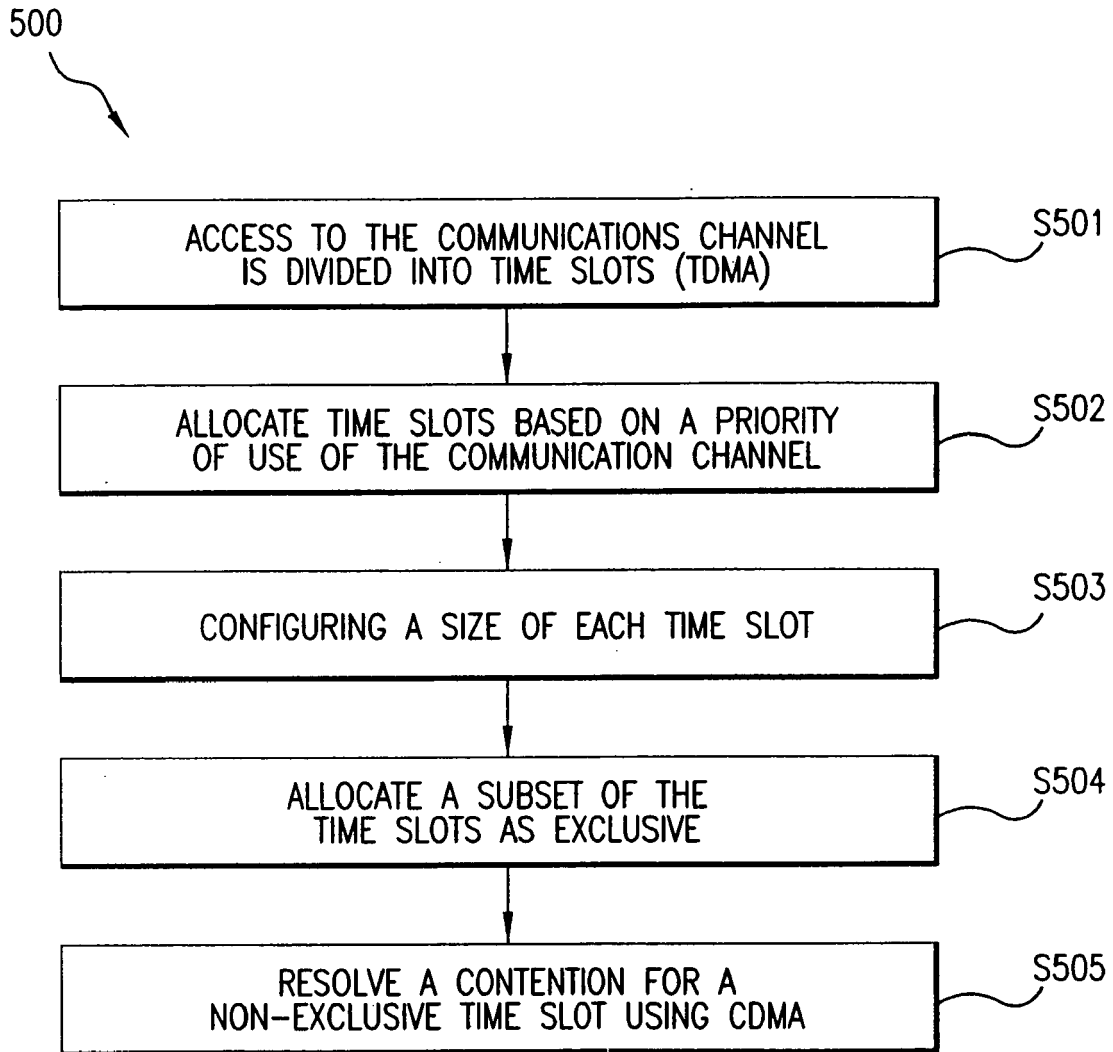 500
ACCESS TO THE COMMUNICATIONS CHANNEL
IS DIVIDED INTO TIME SLOTS (TDMA)
S501
ALLOCATE TIME SLOTS BASED ON A PRIORITY
OF USE OF THE COMMUNICATION CHANNEL
S502
CONFIGURING A SIZE OF EACH TIME SLOT
S503
ALLOCATE A SUBSET OF THE
TIME SLOTS AS EXCLUSIVE
S504
RESOLVE A CONTENTION FOR A
NON-EXCLUSIVE TIME SLOT USING CDMA
S505